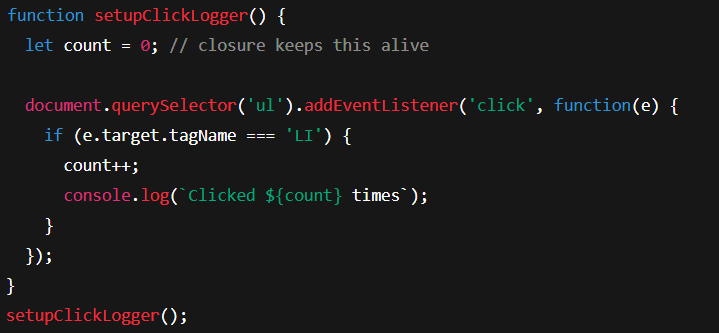 function setupClickLogger() {
  let count = 0; // closure keeps this alive

  document.querySelector('ul').addEventListener('click', function(e) {
    if (e.target.tagName === 'LI') {
      count++;
      console.log(`Clicked ${count} times`);
    }
  });
}
setupClickLogger();